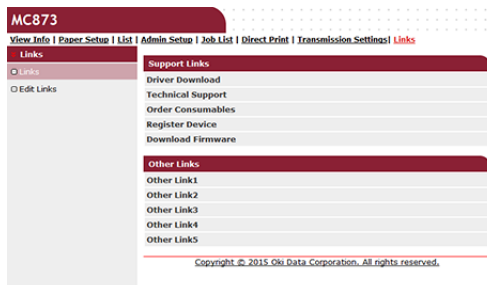 MC873
View Info | Paper Setup | List | Admin Setup | Job List | Direct Print | Transmission Settings| Links
Links
Links
Edit Links
Support Links
Driver Download
Technical Support
Order Consumables
Register Device
Download Firmware
Other Links
Other Link1
Other Link2
Other Link3
Other Link4
Other Link5
Copyright © 2015 Oki Data Corporation. All rights reserved.